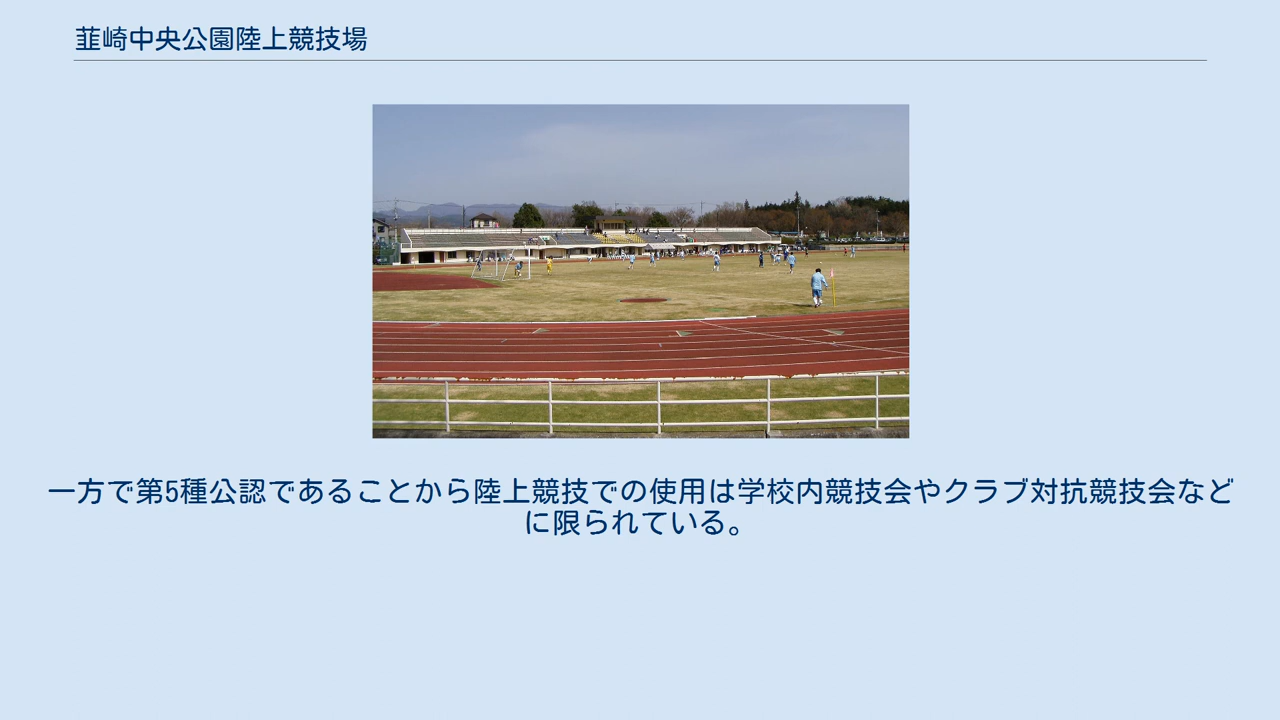 韮崎中央公園陸上競技場
一方で第5種公認であることから陸上競技での使用は学校内競技会やクラブ対抗競技会など
に限られている。